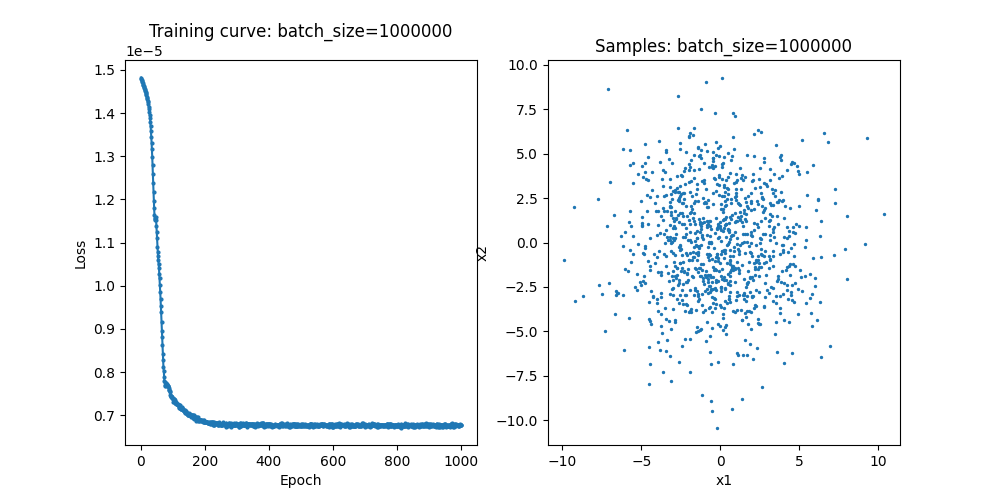 Training curve: batch_size=1000000
1e−5
1.5
1.4
1.3
1.2
1.1
1.0
0.9
0.8
0.7
Loss
0 200 400 600 800 1000
Epoch
Samples: batch_size=1000000
10.0
7.5
5.0
2.5
0.0
−2.5
−5.0
−7.5
−10.0
x2
−10 −5 0 5 10
x1